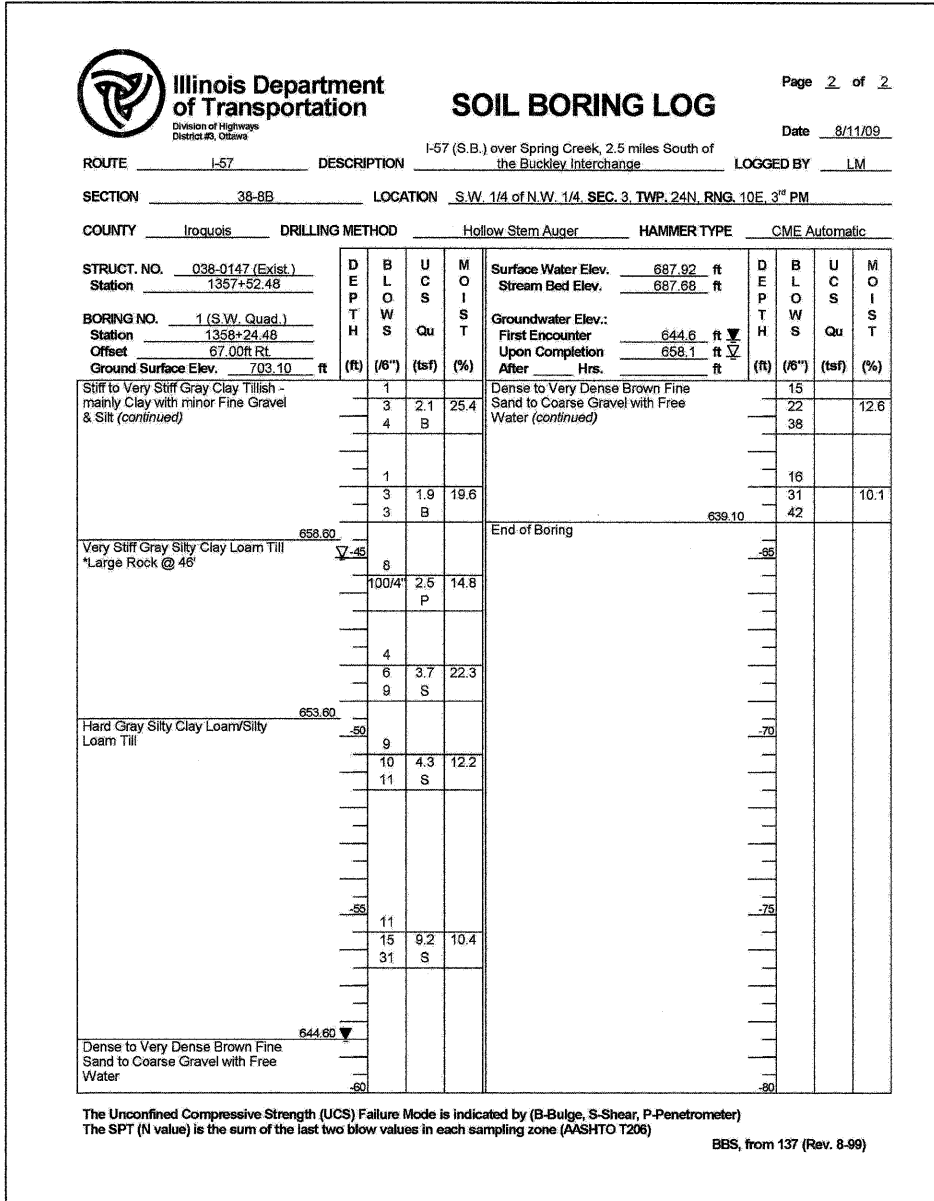 Illinois Department
of Transportation
Division of Highways
District #3, Ottawa
SOIL BORING LOG
Page 2 of 2
Date 8/11/09
ROUTE I-57 DESCRIPTION I-57 (S.B.) over Spring Creek, 2.5 miles South of
the Buckley Interchange LOGGED BY LM
SECTION 38-8B LOCATION S.W. 1/4 of N.W. 1/4, SEC. 3, TWP. 24N, RNG. 10E, 3rd PM
COUNTY Iroquois DRILLING METHOD Hollow Stem Auger HAMMER TYPE CME Automatic
STRUCT. NO. 038-0147 (Exist.)
Station 1357+52.48
BORING NO. 1 (S.W. Quad.)
Station 1358+24.48
Offset 67.00ft Rt.
Ground Surface Elev. 703.10 ft
DEPTH (ft)
BLOWS (/6")
UCS Qu (tsf)
MOIST (%)
Stiff to Very Stiff Gray Clay Tillish - 1
mainly Clay with minor Fine Gravel 3 2.1 25.4
& Silt (continued) 4 B
1
3 1.9 19.6
3 B
658.60
Very Stiff Gray Silty Clay Loam Till -45
*Large Rock @ 46' 8
100/4" 2.5 14.8
P
4
6 3.7 22.3
9 S
653.60
Hard Gray Silty Clay Loam/Silty -50
Loam Till 9
10 4.3 12.2
11 S
-55
11
15 9.2 10.4
31 S
644.60
Dense to Very Dense Brown Fine
Sand to Coarse Gravel with Free
Water
-60
Surface Water Elev. 687.92 ft
Stream Bed Elev. 687.68 ft
Groundwater Elev.:
First Encounter 644.6 ft
Upon Completion 658.1 ft
After Hrs. ft
DEPTH (ft)
BLOWS (/6")
UCS Qu (tsf)
MOIST (%)
Dense to Very Dense Brown Fine 15
Sand to Coarse Gravel with Free 22 12.6
Water (continued) 38
16
31 10.1
639.10 42
End of Boring
-65
-70
-75
-80
The Unconfined Compressive Strength (UCS) Failure Mode is indicated by (B-Bulge, S-Shear, P-Penetrometer)
The SPT (N value) is the sum of the last two blow values in each sampling zone (AASHTO T206)
BBS, from 137 (Rev. 8-99)